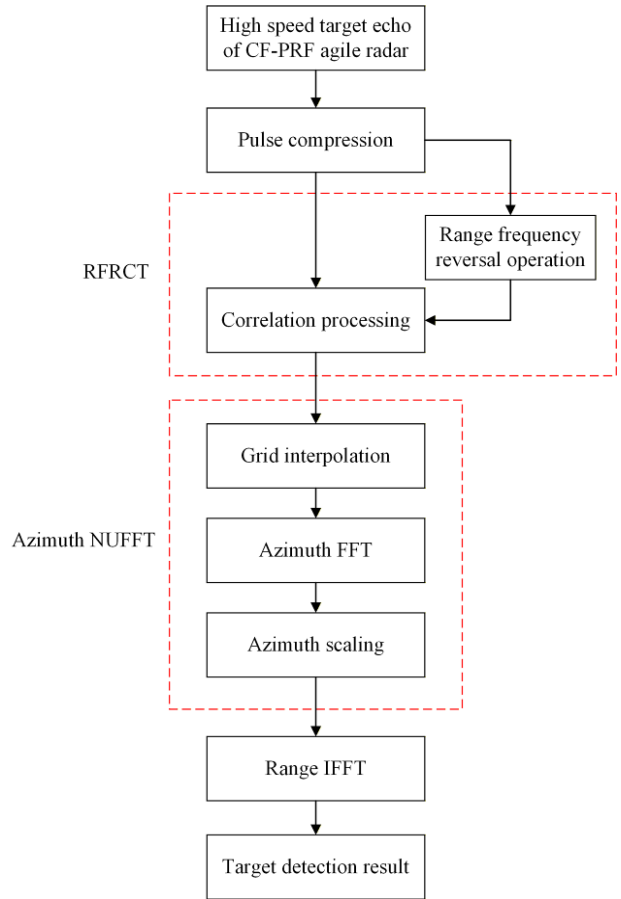 High speed target echo
of CF-PRF agile radar
Pulse compression
Range frequency
reversal operation
RFRCT
Correlation processing
Grid interpolation
Azimuth NUFFT
Azimuth FFT
Azimuth scaling
Range IFFT
Target detection result